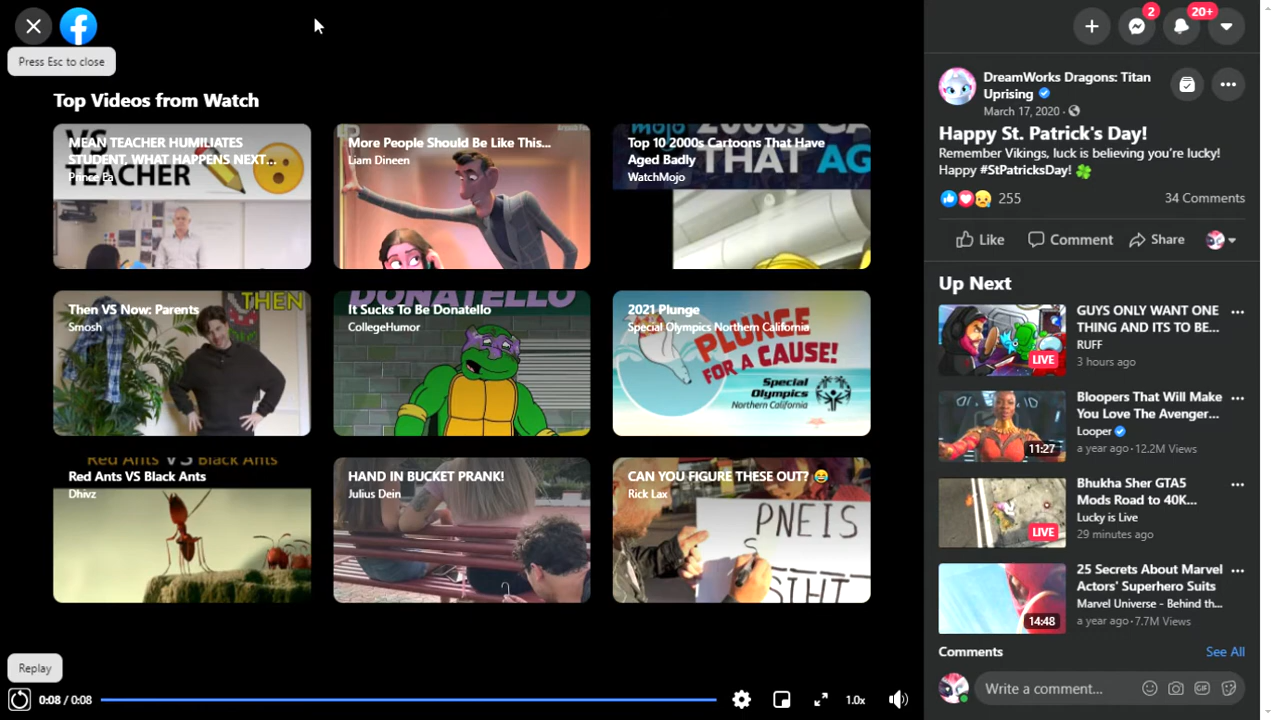 Press Esc to close
Top Videos from Watch
VS
TEACHER
MEAN TEACHER HUMILIATES
STUDENT, WHAT HAPPENS NEXT...
Prince Ea
More People Should Be Like This...
Liam Dineen
mojo
2000s
THAT AG
Top 10 2000s Cartoons That Have
Aged Badly
WatchMojo
THEN
Then VS Now: Parents
Smosh
DONATELLO
It Sucks To Be Donatello
CollegeHumor
2021 Plunge
Special Olympics Northern California
PLUNGE
FOR A CAUSE!
Special
Olympics
Northern California
Red Ants VS Black Ants
Red Ants VS Black Ants
Dhivz
HAND IN BUCKET PRANK!
Julius Dein
CAN YOU FIGURE THESE OUT? 😂
Rick Lax
PNEIS
S
SIHT
Replay
0:08 / 0:08
1.0x
2
20+
DreamWorks Dragons: Titan
Uprising
March 17, 2020 ·
Happy St. Patrick's Day!
Remember Vikings, luck is believing you're lucky!
Happy #StPatricksDay! 🍀
255
34 Comments
Like
Comment
Share
Up Next
GUYS ONLY WANT ONE
THING AND ITS TO BE...
RUFF
3 hours ago
LIVE
Bloopers That Will Make
You Love The Avenger...
Looper
a year ago · 12.2M Views
11:27
Bhukha Sher GTA5
Mods Road to 40K...
Lucky is Live
29 minutes ago
LIVE
25 Secrets About Marvel
Actors' Superhero Suits
Marvel Universe - Behind th...
a year ago · 7.7M Views
14:48
Comments
See All
Write a comment...
GIF